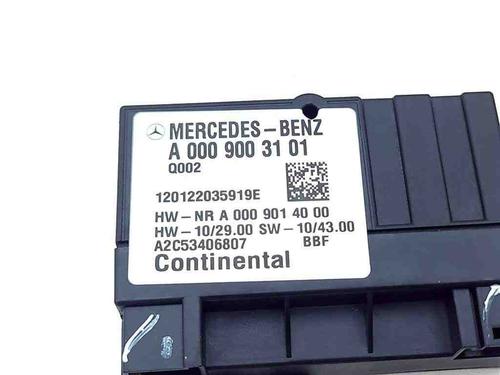 MERCEDES-BENZ
A 000 900 31 01
Q002
120122035919E
HW-NR A 000 901 40 00
HW-10/29.00 SW-10/43.00
A2C53406807 BBF
Continental